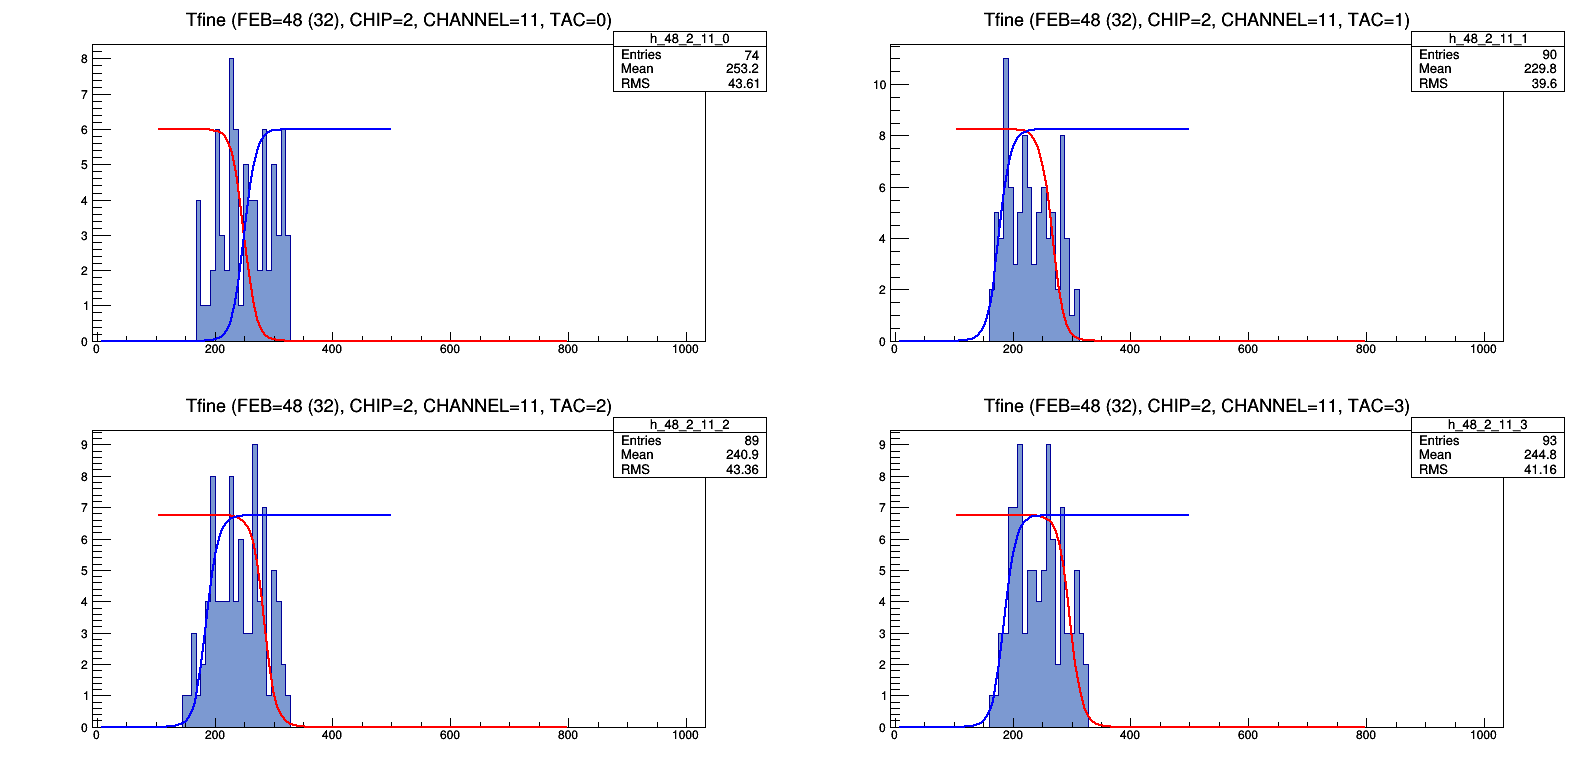 Tfine (FEB=48 (32), CHIP=2, CHANNEL=11, TAC=0)
h_48_2_11_0
Entries 74
Mean 253.2
RMS 43.61
8
7
6
5
4
3
2
1
0
0 200 400 600 800 1000
Tfine (FEB=48 (32), CHIP=2, CHANNEL=11, TAC=1)
h_48_2_11_1
Entries 90
Mean 229.8
RMS 39.6
10
8
6
4
2
0
0 200 400 600 800 1000
Tfine (FEB=48 (32), CHIP=2, CHANNEL=11, TAC=2)
h_48_2_11_2
Entries 89
Mean 240.9
RMS 43.36
9
8
7
6
5
4
3
2
1
0
0 200 400 600 800 1000
Tfine (FEB=48 (32), CHIP=2, CHANNEL=11, TAC=3)
h_48_2_11_3
Entries 93
Mean 244.8
RMS 41.16
9
8
7
6
5
4
3
2
1
0
0 200 400 600 800 1000